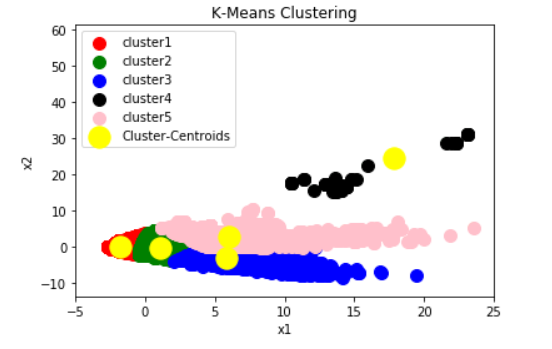 K-Means Clustering
60
50
40
30
20
10
0
−10
x2
cluster1
cluster2
cluster3
cluster4
cluster5
Cluster-Centroids
−5 0 5 10 15 20 25
x1